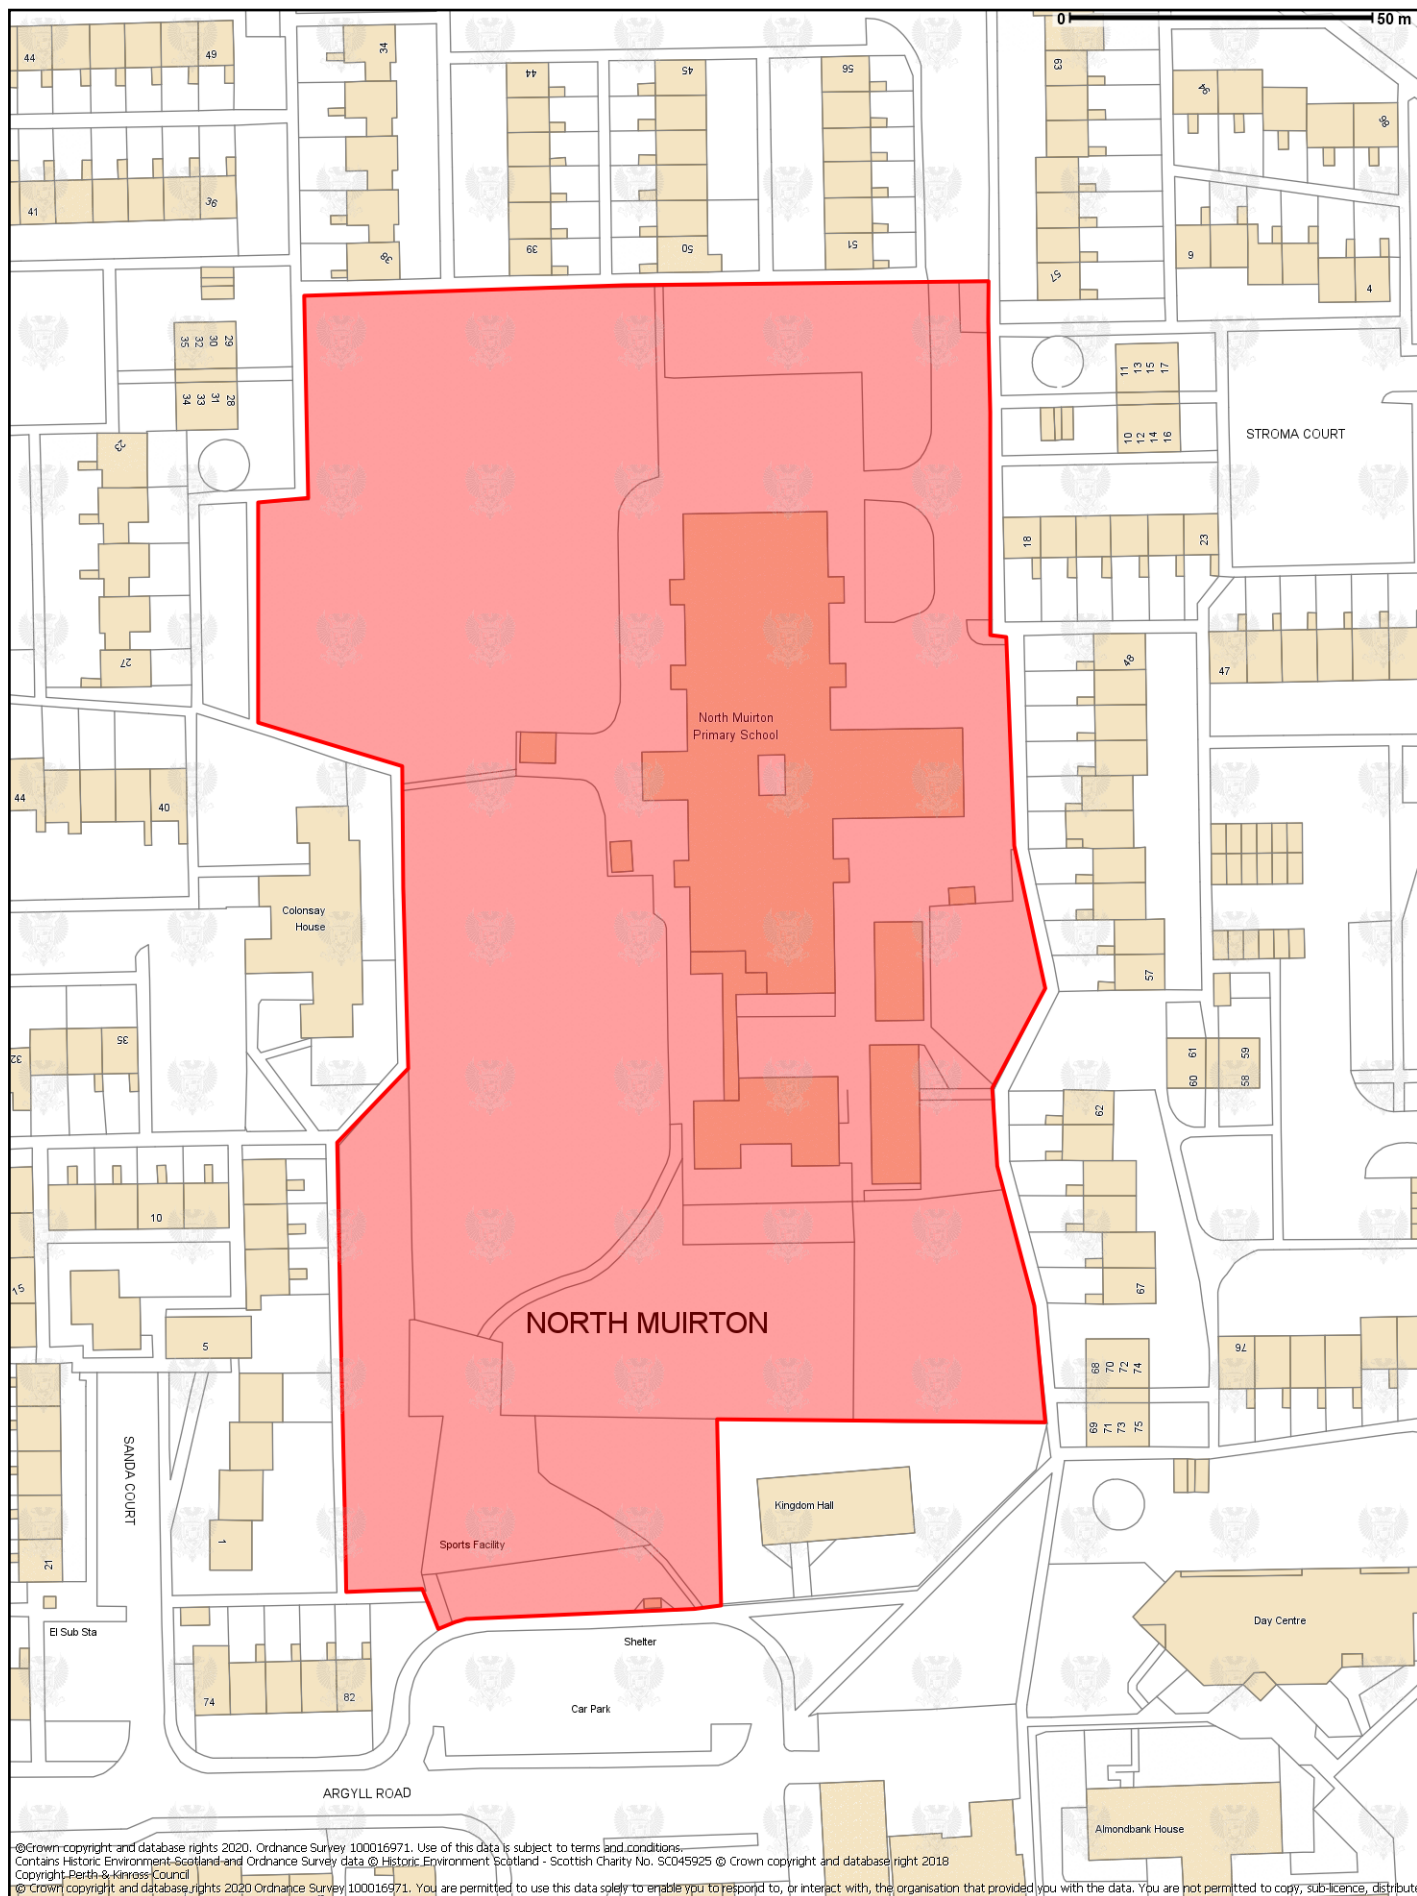 0 50 m
44
49
34
44
45
56
63
94
98
41
36
38
39
50
51
57
6
4
35 32 30 29
34 33 31 28
11 13 15 17
10 12 14 16
STROMA COURT
23
18
23
27
48
47
North Muirton
Primary School
44
40
Colonsay
House
57
32
35
61
59
60
58
62
10
15
67
NORTH MUIRTON
5
68 70 72 74
76
69 71 73 75
SANDA COURT
Kingdom Hall
1
Sports Facility
21
El Sub Sta
Day Centre
Shelter
74
82
Car Park
ARGYLL ROAD
Almondbank House
©Crown copyright and database rights 2020. Ordnance Survey 100016971. Use of this data is subject to terms and conditions.
Contains Historic Environment Scotland and Ordnance Survey data © Historic Environment Scotland - Scottish Charity No. SC045925 © Crown copyright and database right 2018
Copyright Perth & Kinross Council
© Crown copyright and database rights 2020 Ordnance Survey 100016971. You are permitted to use this data solely to enable you to respond to, or interact with, the organisation that provided you with the data. You are not permitted to copy, sub-licence, distribute